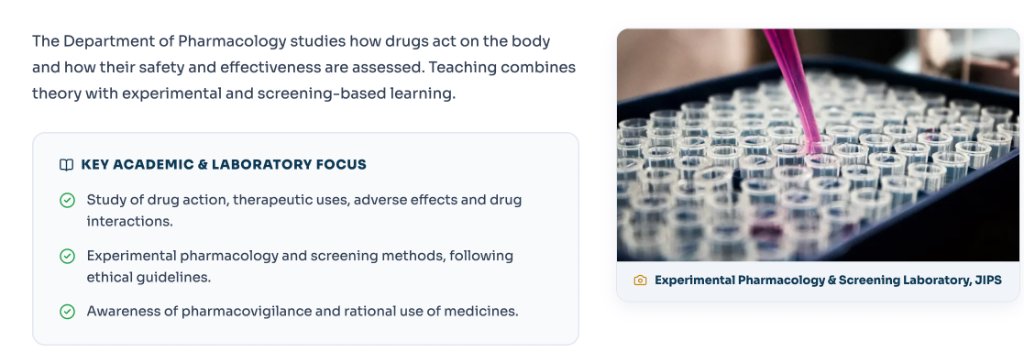 The Department of Pharmacology studies how drugs act on the body
and how their safety and effectiveness are assessed. Teaching combines
theory with experimental and screening-based learning.
KEY ACADEMIC & LABORATORY FOCUS
Study of drug action, therapeutic uses, adverse effects and drug
interactions.
Experimental pharmacology and screening methods, following
ethical guidelines.
Awareness of pharmacovigilance and rational use of medicines.
Experimental Pharmacology & Screening Laboratory, JIPS